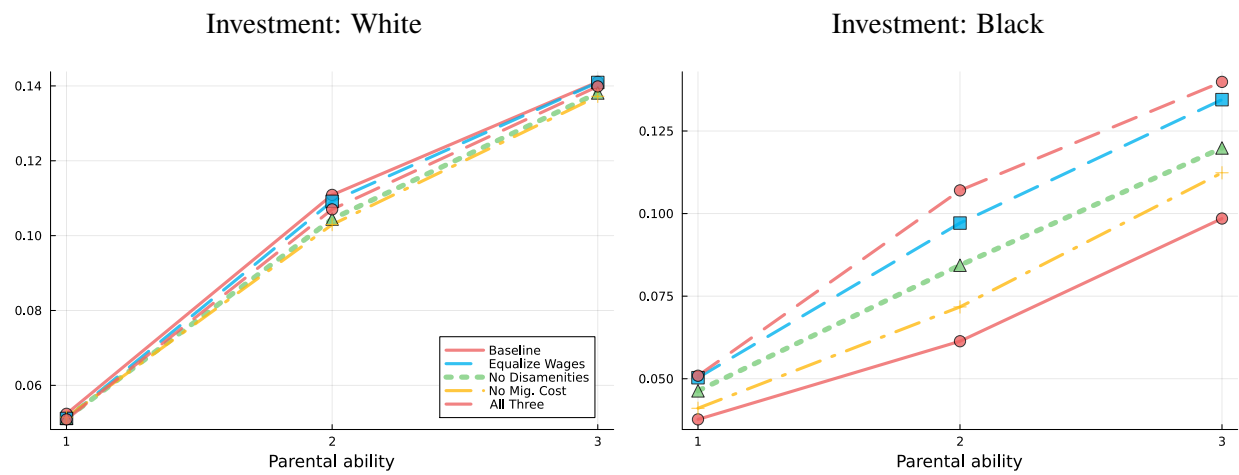 Investment: White
0.14
0.12
0.10
0.08
0.06
1
2
3
Parental ability
Baseline
Equalize Wages
No Disamenities
No Mig. Cost
All Three
Investment: Black
0.125
0.100
0.075
0.050
1
2
3
Parental ability